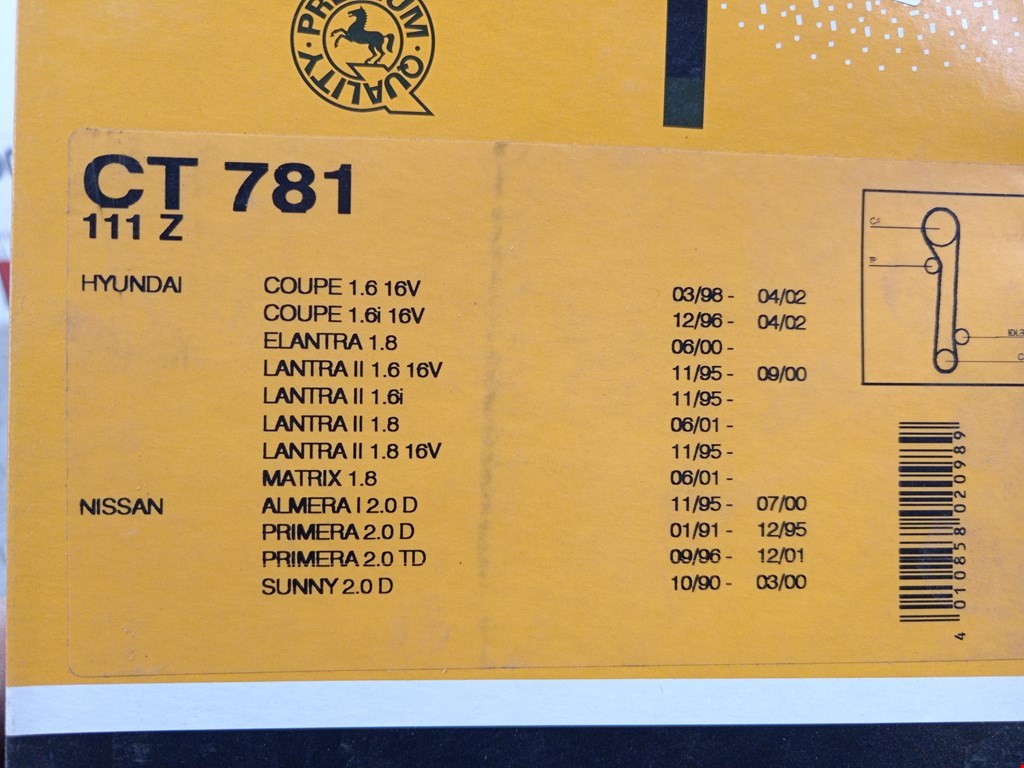 PREMIUM · QUALITY ·
CT 781
111 Z
HYUNDAI COUPE 1.6 16V 03/98 - 04/02
COUPE 1.6i 16V 12/96 - 04/02
ELANTRA 1.8 06/00 -
LANTRA II 1.6 16V 11/95 - 09/00
LANTRA II 1.6i 11/95 -
LANTRA II 1.8 06/01 -
LANTRA II 1.8 16V 11/95 -
MATRIX 1.8 06/01 -
NISSAN ALMERA I 2.0 D 11/95 - 07/00
PRIMERA 2.0 D 01/91 - 12/95
PRIMERA 2.0 TD 09/96 - 12/01
SUNNY 2.0 D 10/90 - 03/00
4 010858 020989